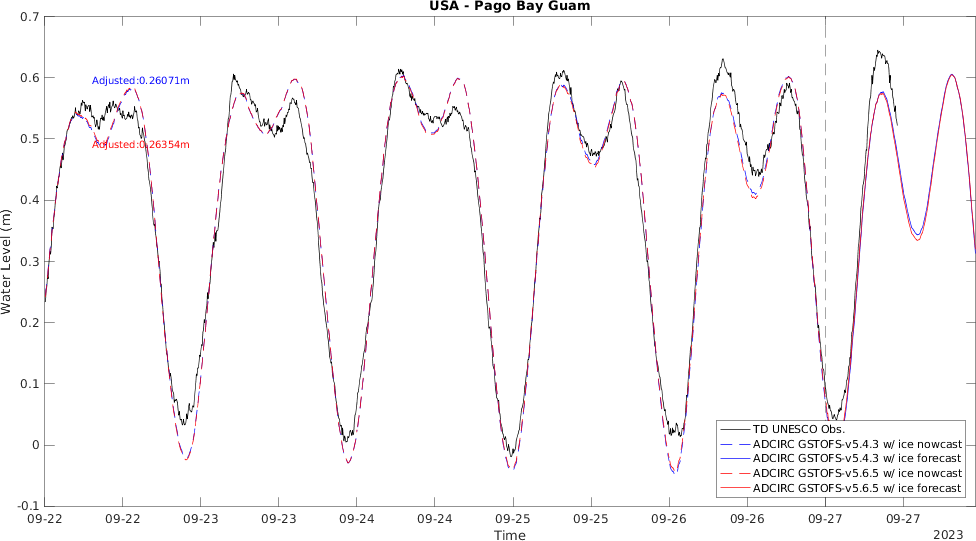 USA - Pago Bay Guam
0.7
0.6
0.5
0.4
0.3
0.2
0.1
0
-0.1
Water Level (m)
Adjusted:0.26071m
Adjusted:0.26354m
TD UNESCO Obs.
ADCIRC GSTOFS-v5.4.3 w/ ice nowcast
ADCIRC GSTOFS-v5.4.3 w/ ice forecast
ADCIRC GSTOFS-v5.6.5 w/ ice nowcast
ADCIRC GSTOFS-v5.6.5 w/ ice forecast
09-22 09-22 09-23 09-23 09-24 09-24 09-25 09-25 09-26 09-26 09-27 09-27
Time
2023